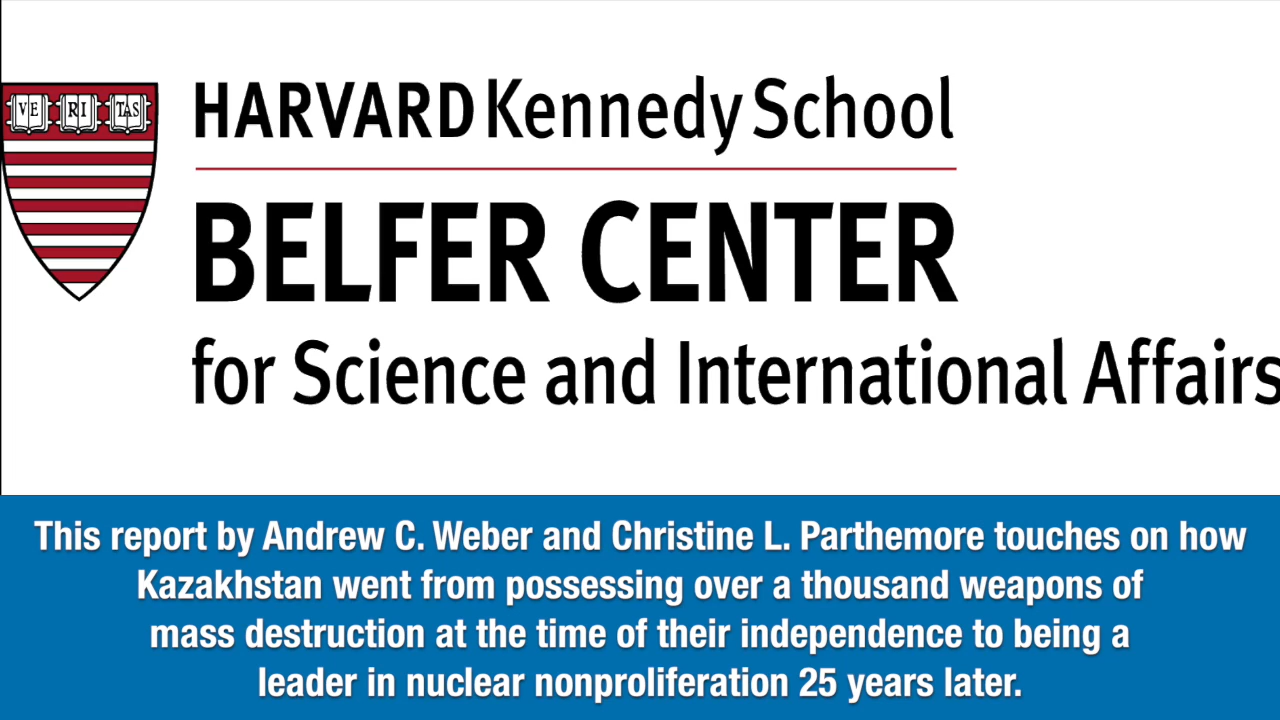 VE RI TAS
HARVARD Kennedy School
BELFER CENTER
for Science and International Affairs
This report by Andrew C. Weber and Christine L. Parthemore touches on how
Kazakhstan went from possessing over a thousand weapons of
mass destruction at the time of their independence to being a
leader in nuclear nonproliferation 25 years later.